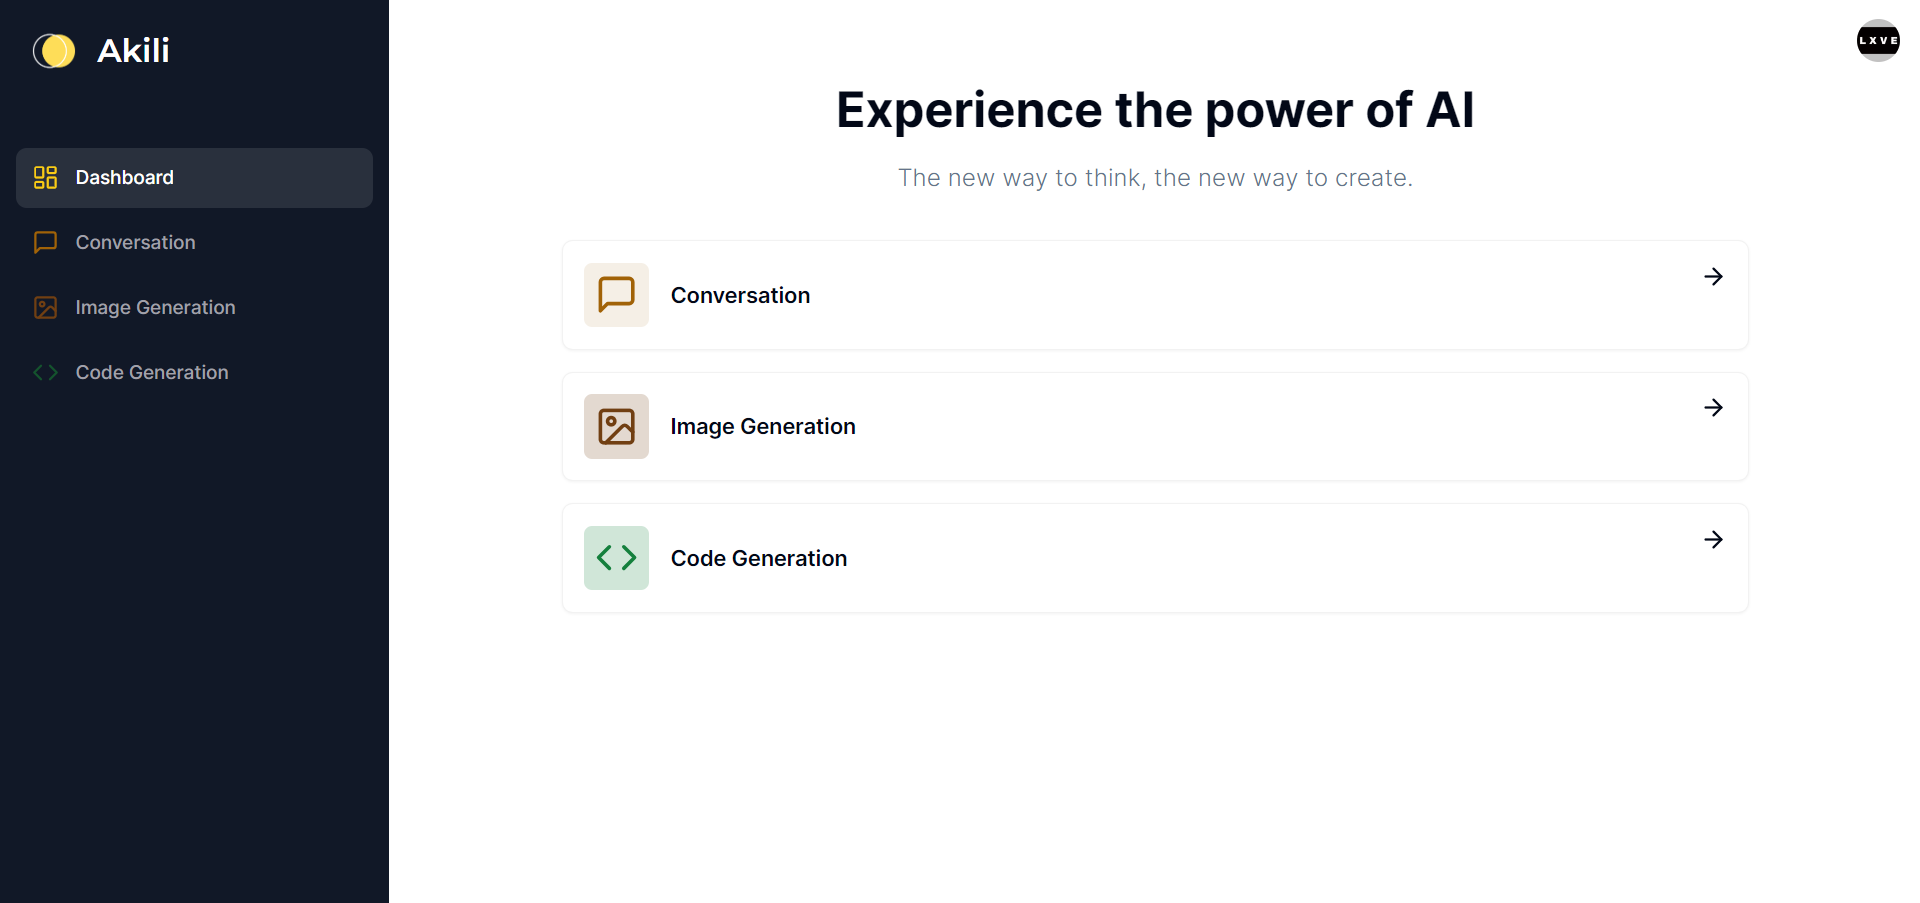 Akili
Dashboard
Conversation
Image Generation
Code Generation
LXVE
Experience the power of AI
The new way to think, the new way to create.
Conversation
Image Generation
Code Generation